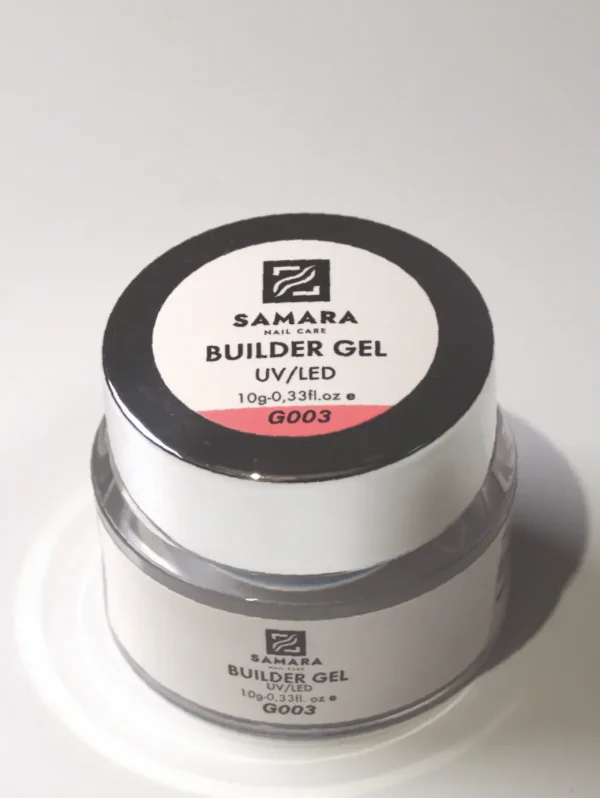 SAMARA
NAIL CARE
BUILDER GEL
UV/LED
10g-0,33fl.oz e
G003
SAMARA
NAIL CARE
BUILDER GEL
UV/LED
10g-0,33fl. oz e
G003